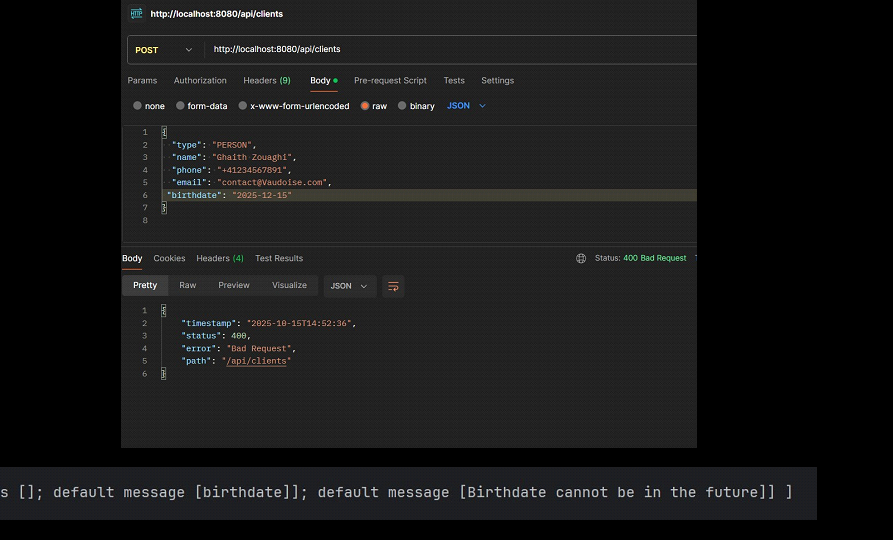 HTTP http://localhost:8080/api/clients
POST http://localhost:8080/api/clients
Params Authorization Headers (9) Body Pre-request Script Tests Settings
none form-data x-www-form-urlencoded raw binary JSON
1 {
2 "type": "PERSON",
3 "name": "Ghaith Zouaghi",
4 "phone": "+41234567891",
5 "email": "contact@Vaudoise.com",
6 "birthdate": "2025-12-15"
7 }
8
Body Cookies Headers (4) Test Results Status: 400 Bad Request
Pretty Raw Preview Visualize JSON
1 {
2 "timestamp": "2025-10-15T14:52:36",
3 "status": 400,
4 "error": "Bad Request",
5 "path": "/api/clients"
6 }
s []; default message [birthdate]]; default message [Birthdate cannot be in the future]] ]